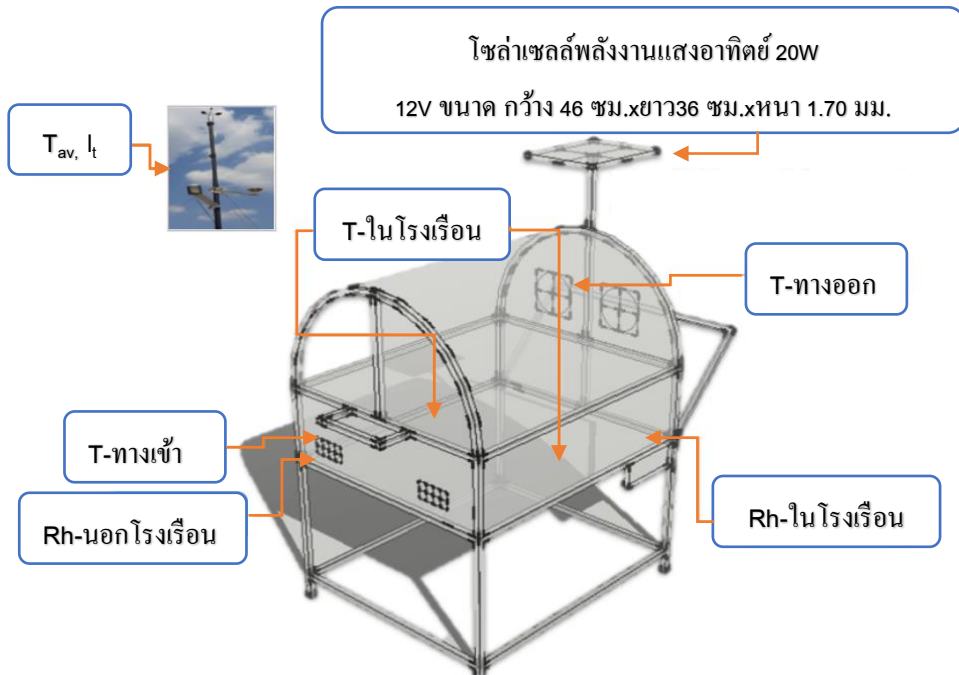 โซล่าเซลล์พลังงานแสงอาทิตย์ 20W
12V ขนาด กว้าง 46 ซม.xยาว36 ซม.xหนา 1.70 มม.
Tav, It
T-ในโรงเรือน
T-ทางออก
T-ทางเข้า
Rh-นอกโรงเรือน
Rh-ในโรงเรือน